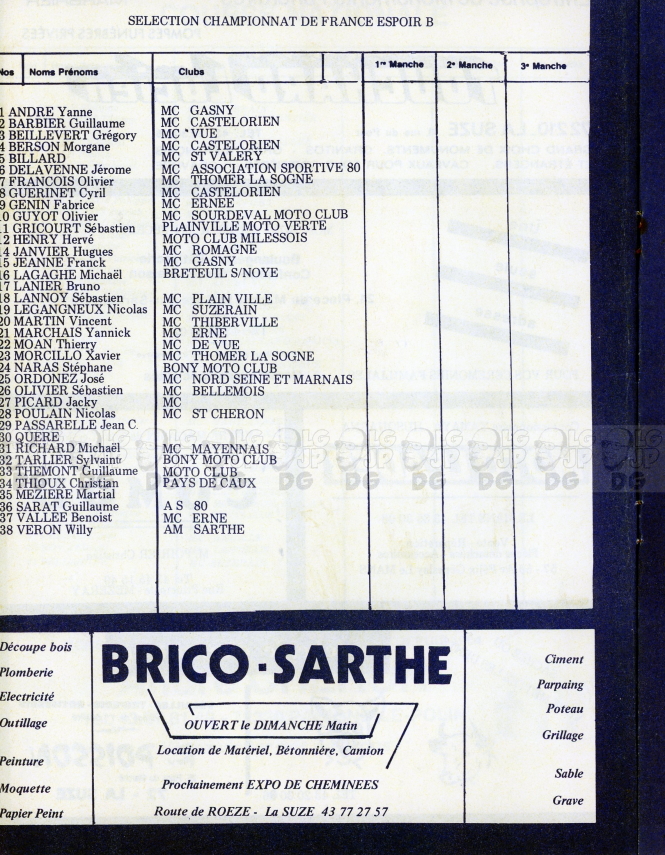 SELECTION CHAMPIONNAT DE FRANCE ESPOIR B
Nos Noms Prénoms Clubs 1re Manche 2e Manche 3e Manche
1 ANDRE Yanne MC GASNY
2 BARBIER Guillaume MC CASTELORIEN
3 BEILLEVERT Grégory MC VUE
4 BERSON Morgane MC CASTELORIEN
5 BILLARD MC ST VALERY
6 DELAVENNE Jérome MC ASSOCIATION SPORTIVE 80
7 FRANCOIS Olivier MC THOMER LA SOGNE
8 GUERINET Cyril MC CASTELORIEN
9 GENIN Fabrice MC ERNEE
10 GUYOT Olivier MC SOURDEVAL MOTO CLUB
11 GRICOURT Sébastien PLAINVILLE MOTO VERTE
12 HENRY Hervé MOTO CLUB MILESSOIS
14 JANVIER Hugues MC ROMAGNE
15 JEANNE Franck MC GASNY
16 LAGAGHE Michaël BRETEUIL S/NOYE
17 LANIER Bruno
18 LANNOY Sébastien MC PLAIN VILLE
19 LEGANGNEUX Nicolas MC SUZERAIN
20 MARTIN Vincent MC THIBERVILLE
21 MARCHAIS Yannick MC ERNE
22 MOAN Thierry MC DE VUE
23 MORCILLO Xavier MC THOMER LA SOGNE
24 NARAS Stéphane BONY MOTO CLUB
25 ORDONEZ José MC NORD SEINE ET MARNAIS
26 OLIVIER Sébastien MC BELLEMOIS
27 PICARD Jacky MC
28 POULAIN Nicolas MC ST CHERON
29 PASSARELLE Jean C.
30 QUERE
31 RICHARD Michaël MC MAYENNAIS
32 TARLIER Sylvaint BONY MOTO CLUB
33 THEMONT Guillaume MOTO CLUB
34 THIOUX Christian PAYS DE CAUX
35 MEZIERE Martial
36 SARAT Guillaume A S 80
37 VALLEE Benoist MC ERNE
38 VERON Willy AM SARTHE
Découpe bois
Plomberie
Electricité
Outillage
Peinture
Moquette
Papier Peint
BRICO-SARTHE
OUVERT le DIMANCHE Matin
Location de Matériel, Bétonnière, Camion
Prochainement EXPO DE CHEMINEES
Route de ROEZE - La SUZE 43 77 27 57
Ciment
Parpaing
Poteau
Grillage
Sable
Grave